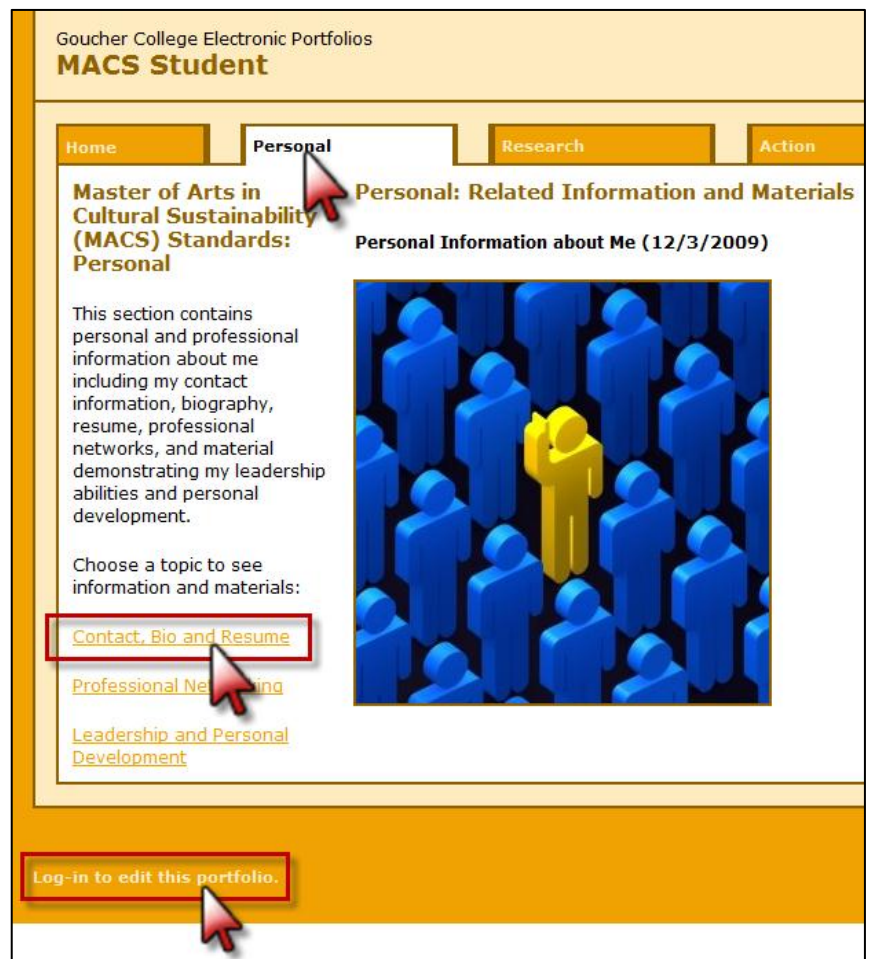 Goucher College Electronic Portfolios
MACS Student
Home
Personal
Research
Action
Master of Arts in
Cultural Sustainability
(MACS) Standards:
Personal
This section contains
personal and professional
information about me
including my contact
information, biography,
resume, professional
networks, and material
demonstrating my leadership
abilities and personal
development.
Choose a topic to see
information and materials:
Contact, Bio and Resume
Professional Networking
Leadership and Personal
Development
Personal: Related Information and Materials
Personal Information about Me (12/3/2009)
Log-in to edit this portfolio.